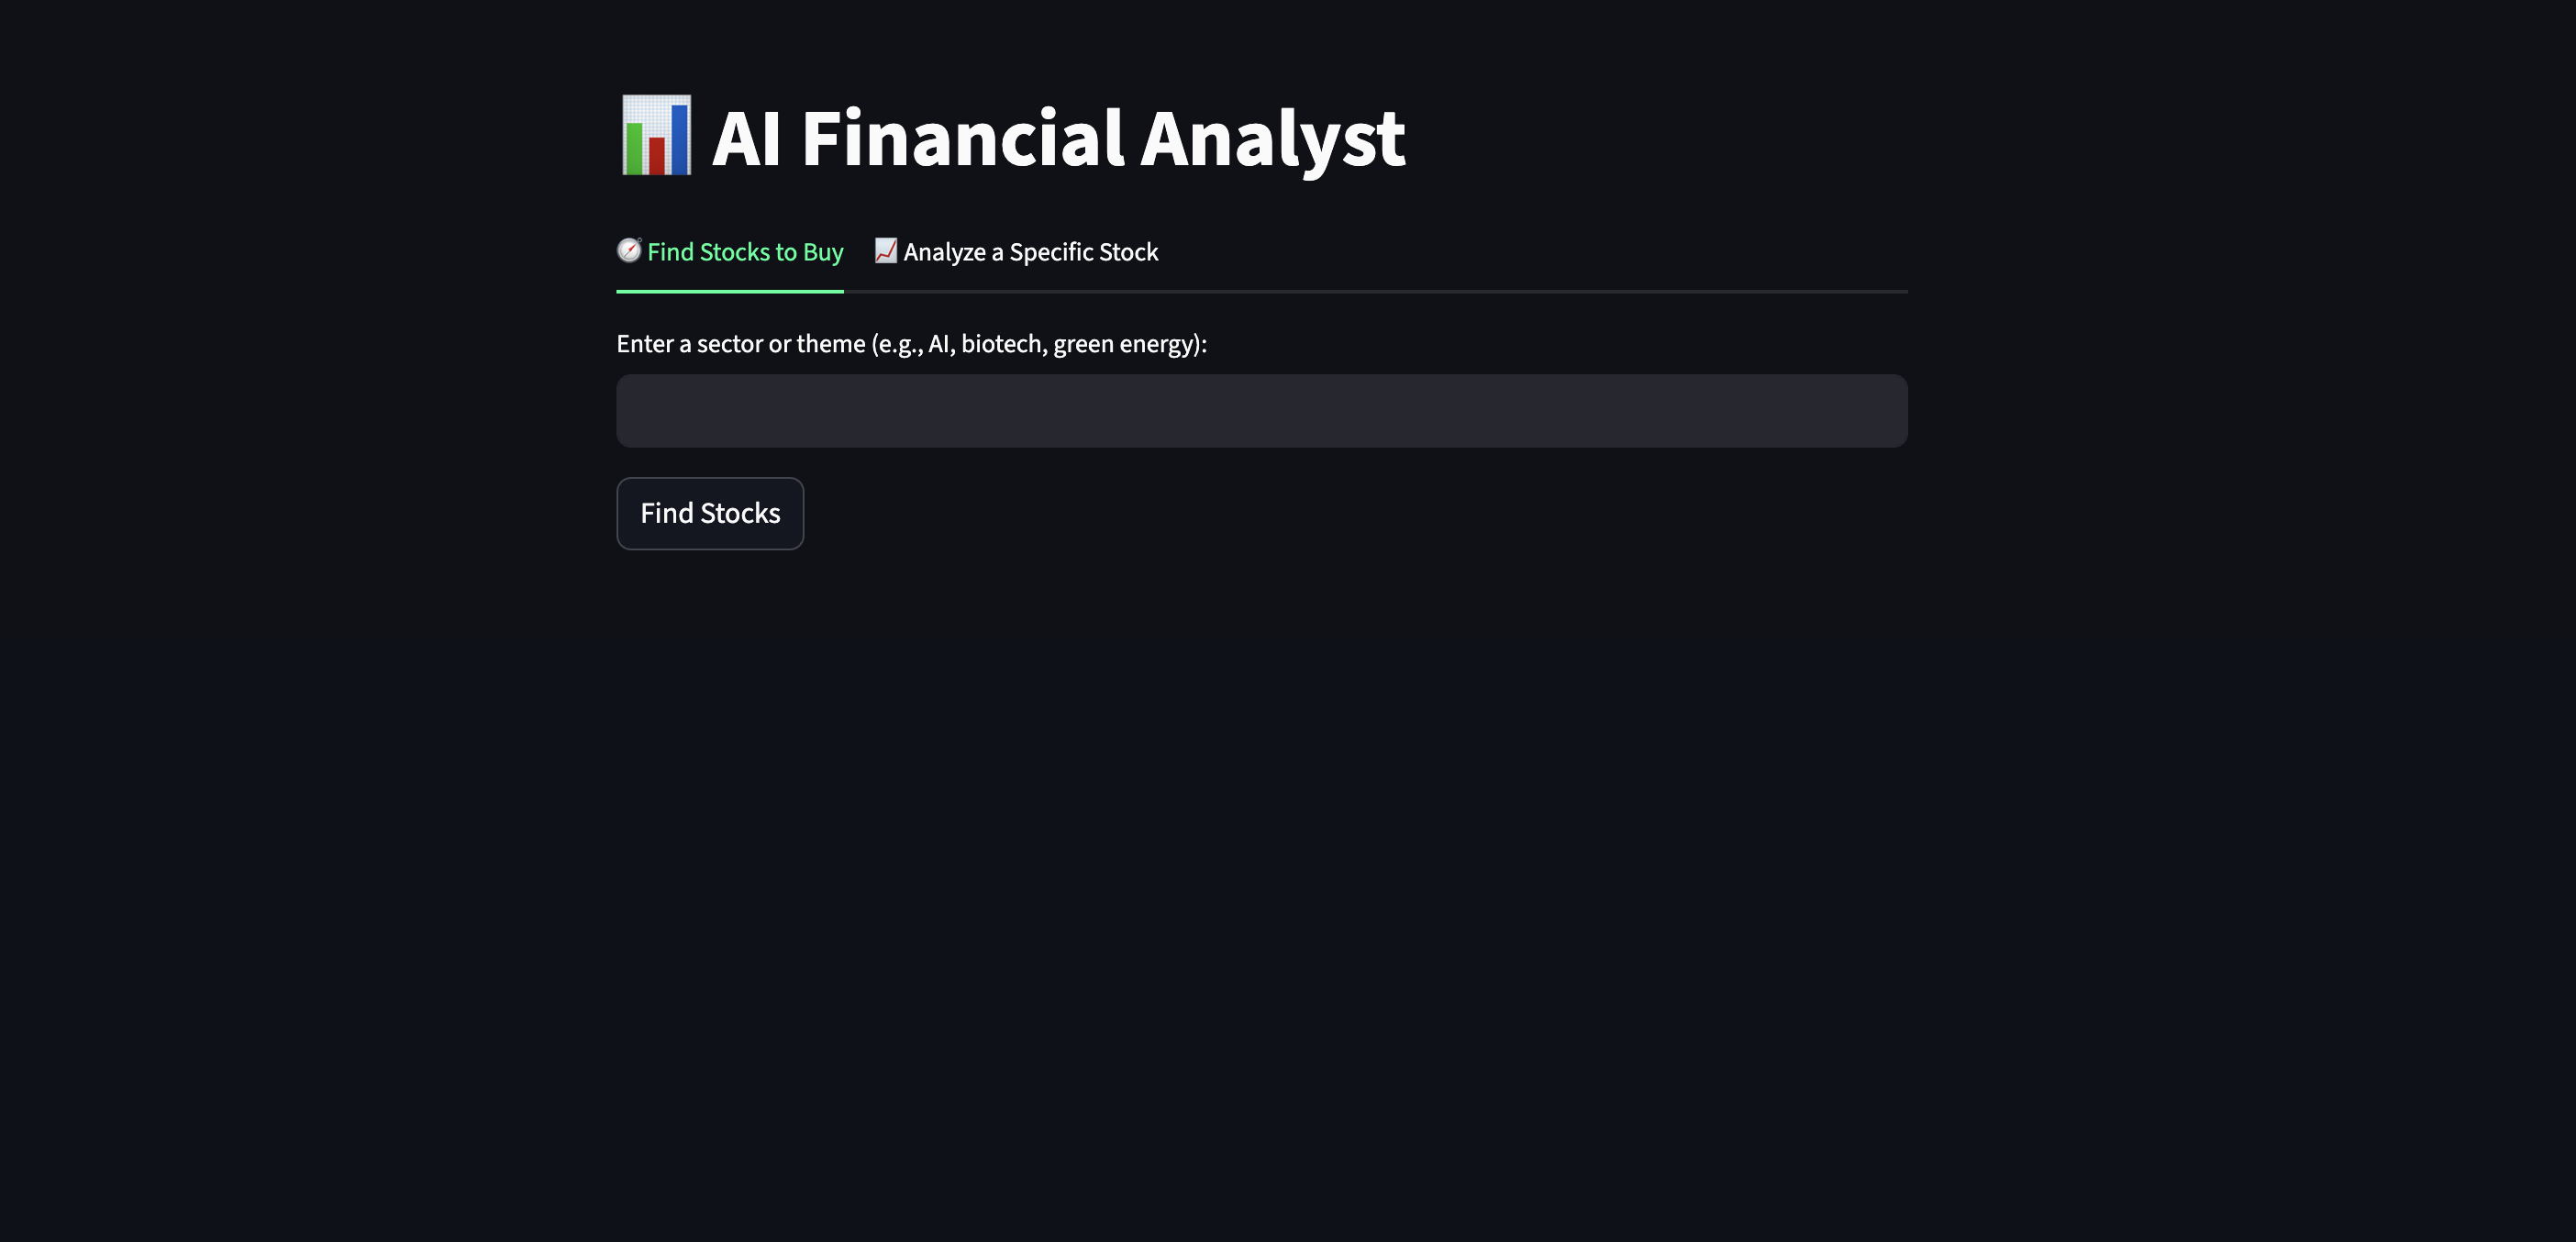 AI Financial Analyst
Find Stocks to Buy
Analyze a Specific Stock
Enter a sector or theme (e.g., AI, biotech, green energy):
Find Stocks